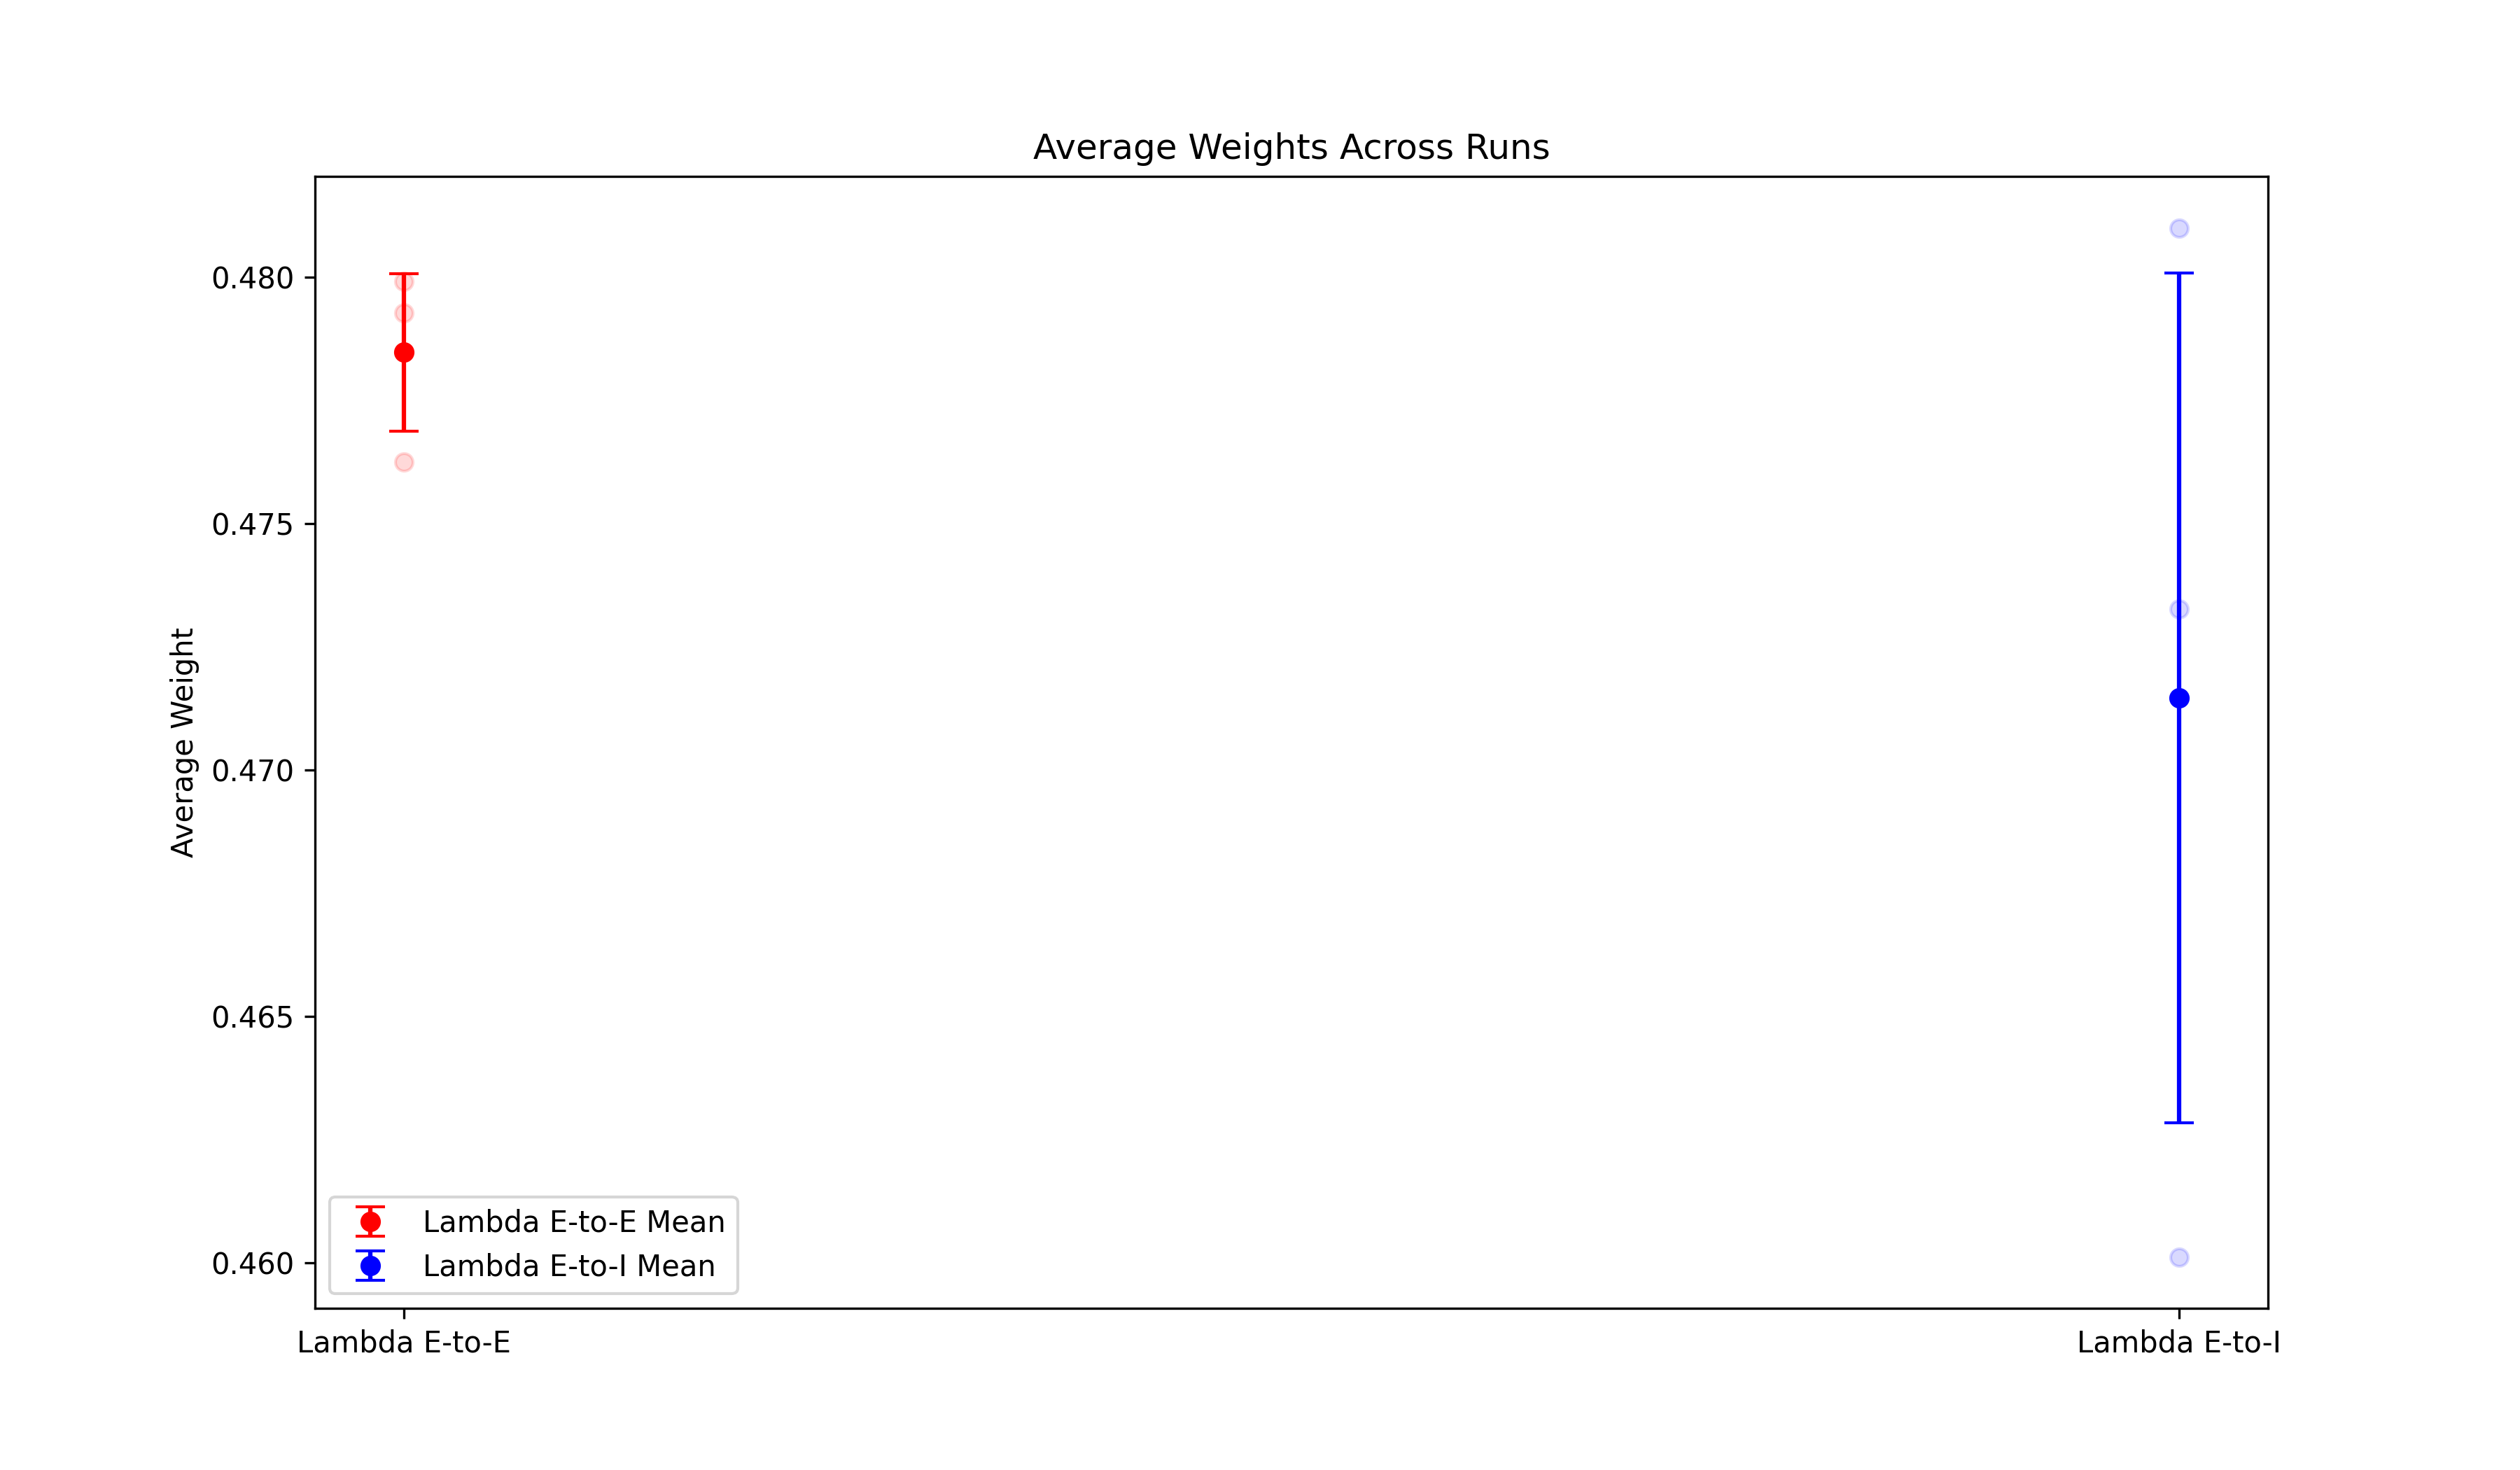 Average Weights Across Runs
Average Weight
0.480
0.475
0.470
0.465
0.460
Lambda E-to-E Mean
Lambda E-to-I Mean
Lambda E-to-E
Lambda E-to-I